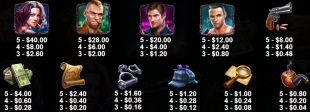 5 - $40.00
4 - $8.00
3 - $2.60
5 - $28.00
4 - $6.00
3 - $2.00
5 - $20.00
4 - $4.00
3 - $1.20
5 - $12.00
4 - $2.40
3 - $0.80
5 - $8.00
4 - $1.40
3 - $0.48
5 - $4.00
4 - $0.60
3 - $0.24
5 - $2.40
4 - $0.40
3 - $0.20
5 - $1.60
4 - $0.36
3 - $0.16
5 - $1.20
4 - $0.28
3 - $0.12
5 - $1.00
4 - $0.24
3 - $0.08
5 - $0.80
4 - $0.20
3 - $0.04